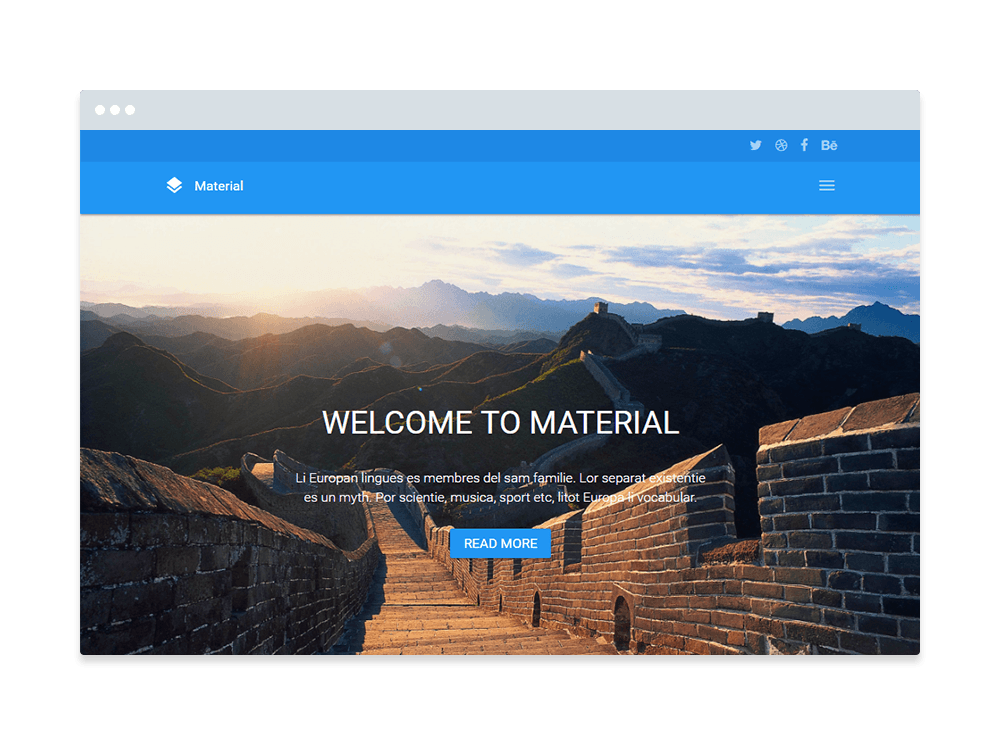 Bē
Material
WELCOME TO MATERIAL
Li Europan lingues es membres del sam familie. Lor separat existentie
es un myth. Por scientie, musica, sport etc, litot Europa li vocabular.
READ MORE